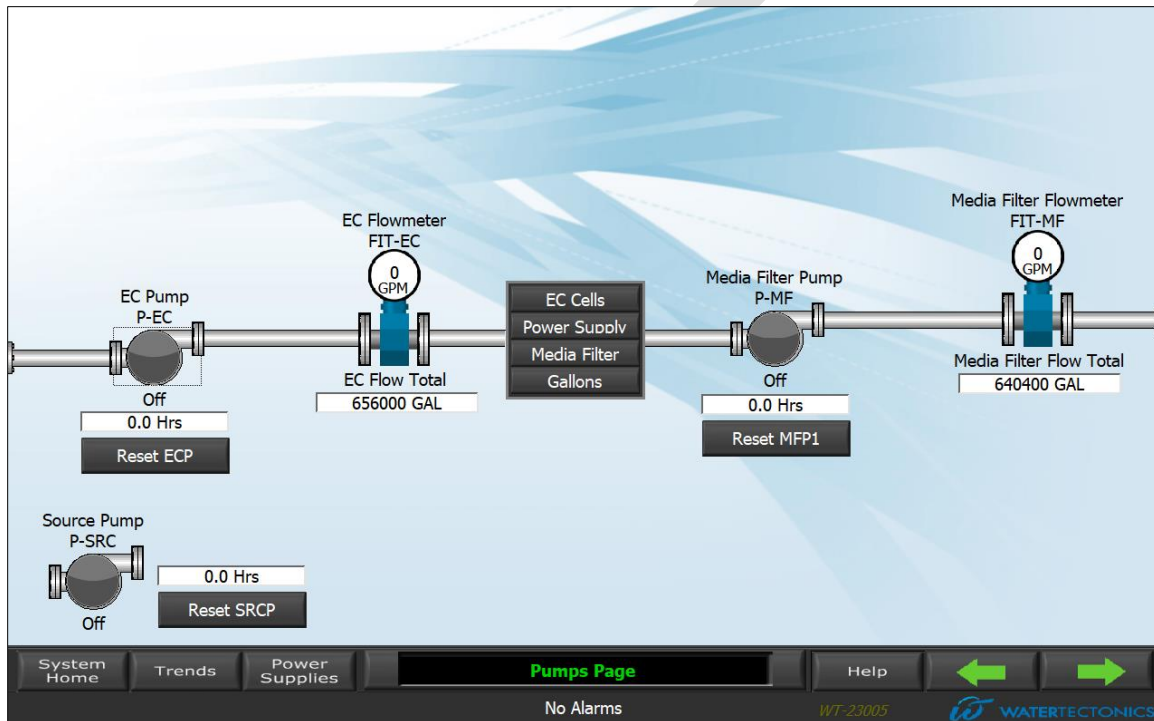 Media Filter Flowmeter
FIT-MF
0
GPM
EC Flowmeter
FIT-EC
0
GPM
Media Filter Pump
P-MF
EC Pump
P-EC
EC Cells
Power Supply
Media Filter
Gallons
Off
0.0 Hrs
Reset ECP
EC Flow Total
656000 GAL
Off
0.0 Hrs
Reset MFP1
Media Filter Flow Total
640400 GAL
Source Pump
P-SRC
Off
0.0 Hrs
Reset SRCP
System
Home
Trends
Power
Supplies
Pumps Page
Help
No Alarms
WT-23005
WATERTECTONICS